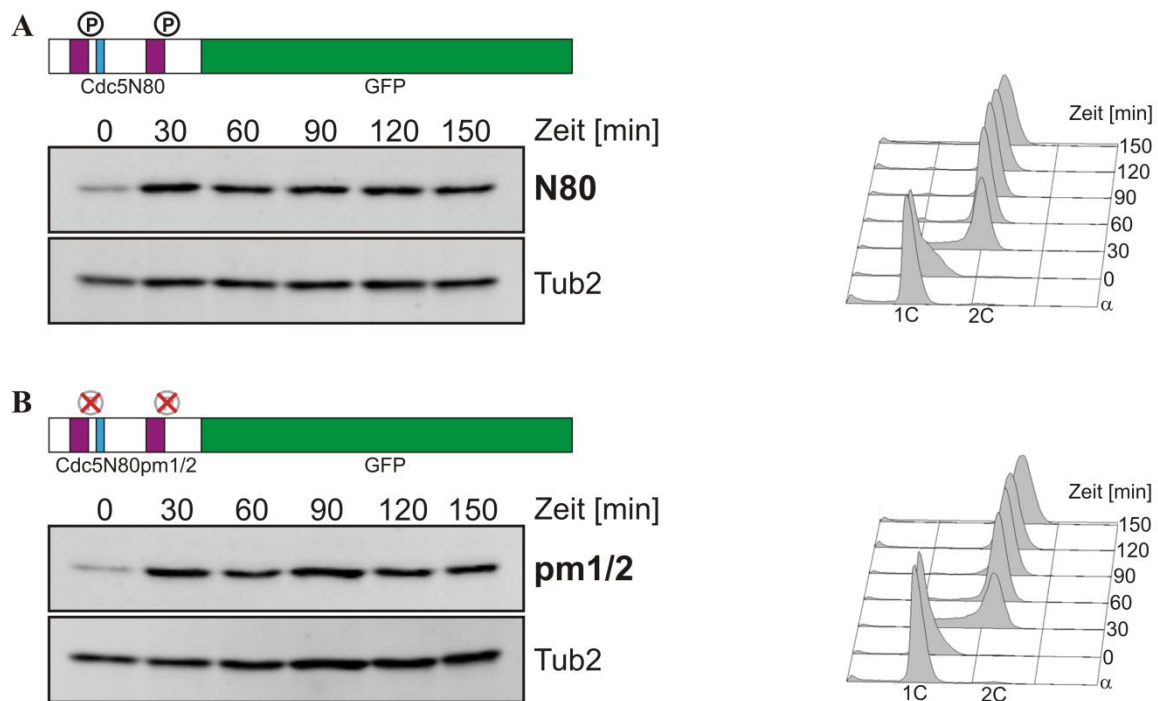 A
P P
Cdc5N80 GFP
0 30 60 90 120 150 Zeit [min]
N80
Tub2
Zeit [min]
150
120
90
60
30
0
α
1C 2C
B
Cdc5N80pm1/2 GFP
0 30 60 90 120 150 Zeit [min]
pm1/2
Tub2
Zeit [min]
150
120
90
60
30
0
α
1C 2C